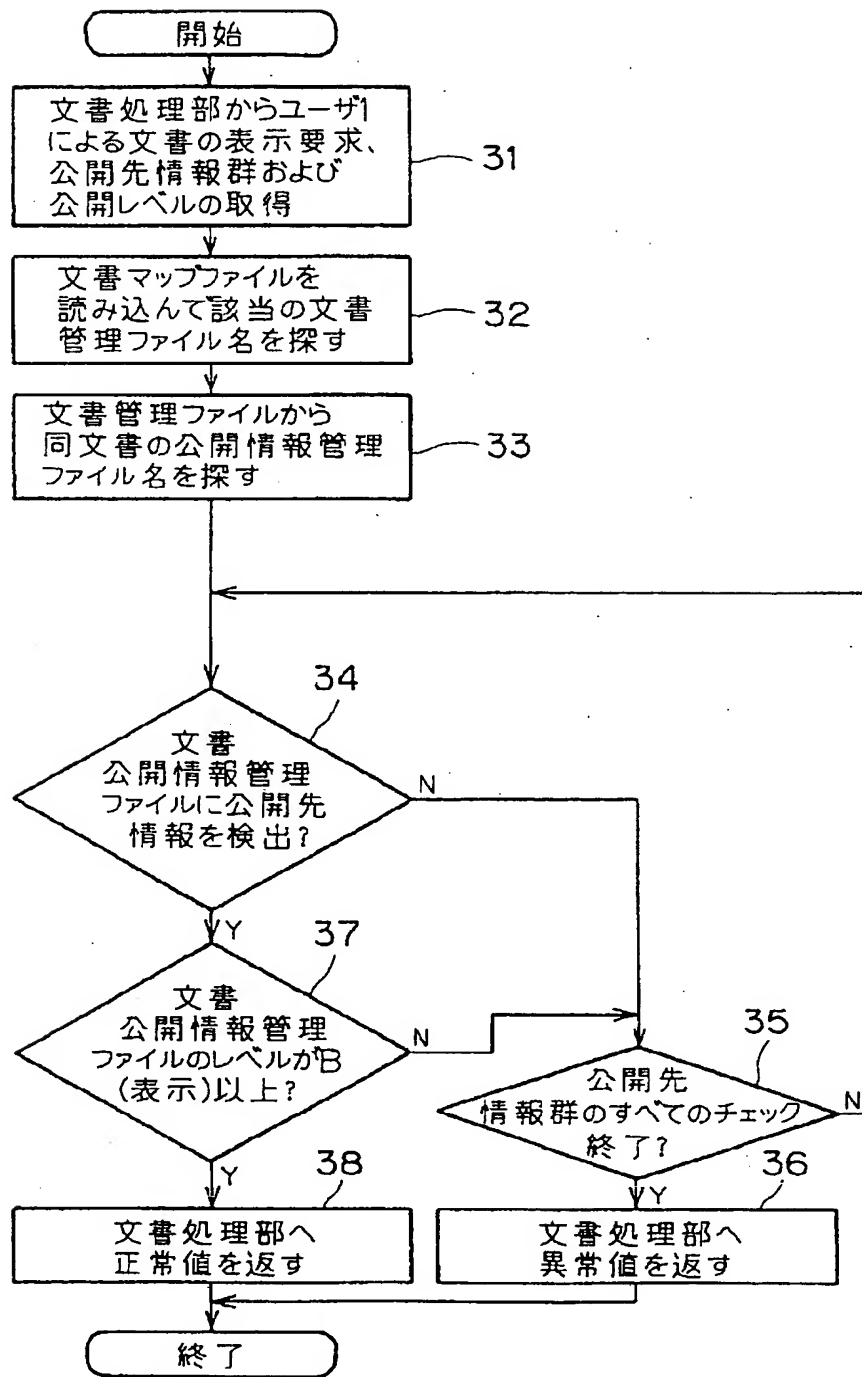 開始
文書処理部からユーザ1
による文書の表示要求、
公開先情報群および
公開レベルの取得
31
文書マップファイルを
読み込んで該当の文書
管理ファイル名を探す
32
文書管理ファイルから
同文書の公開情報管理
ファイル名を探す
33
34
文書
公開情報管理
ファイルに公開先
情報を検出?
N
Y
37
文書
公開情報管理
ファイルのレベルがB
(表示)以上?
N
35
公開先
情報群のすべてのチェック
終了?
N
Y
38
文書処理部へ
正常値を返す
Y
36
文書処理部へ
異常値を返す
終了